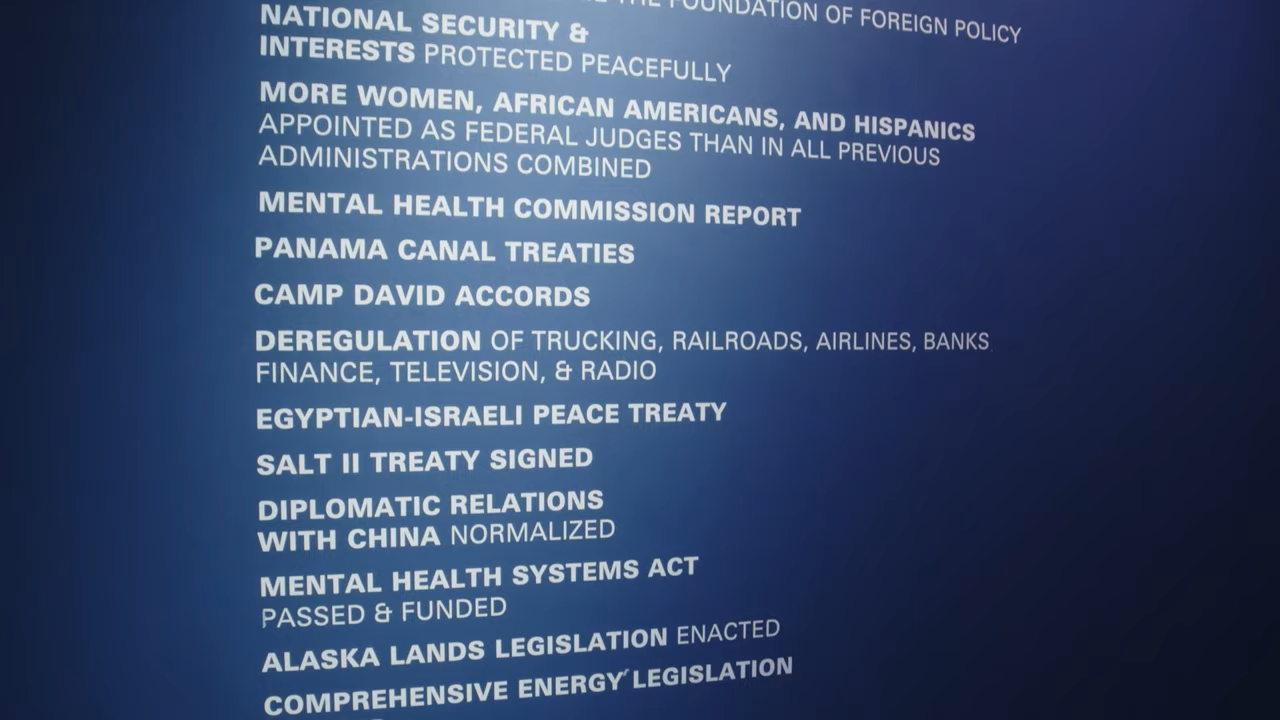 THE FOUNDATION OF FOREIGN POLICY
NATIONAL SECURITY &
INTERESTS PROTECTED PEACEFULLY
MORE WOMEN, AFRICAN AMERICANS, AND HISPANICS
APPOINTED AS FEDERAL JUDGES THAN IN ALL PREVIOUS
ADMINISTRATIONS COMBINED
MENTAL HEALTH COMMISSION REPORT
PANAMA CANAL TREATIES
CAMP DAVID ACCORDS
DEREGULATION OF TRUCKING, RAILROADS, AIRLINES, BANKS
FINANCE, TELEVISION, & RADIO
EGYPTIAN-ISRAELI PEACE TREATY
SALT II TREATY SIGNED
DIPLOMATIC RELATIONS
WITH CHINA NORMALIZED
MENTAL HEALTH SYSTEMS ACT
PASSED & FUNDED
ALASKA LANDS LEGISLATION ENACTED
COMPREHENSIVE ENERGY LEGISLATION